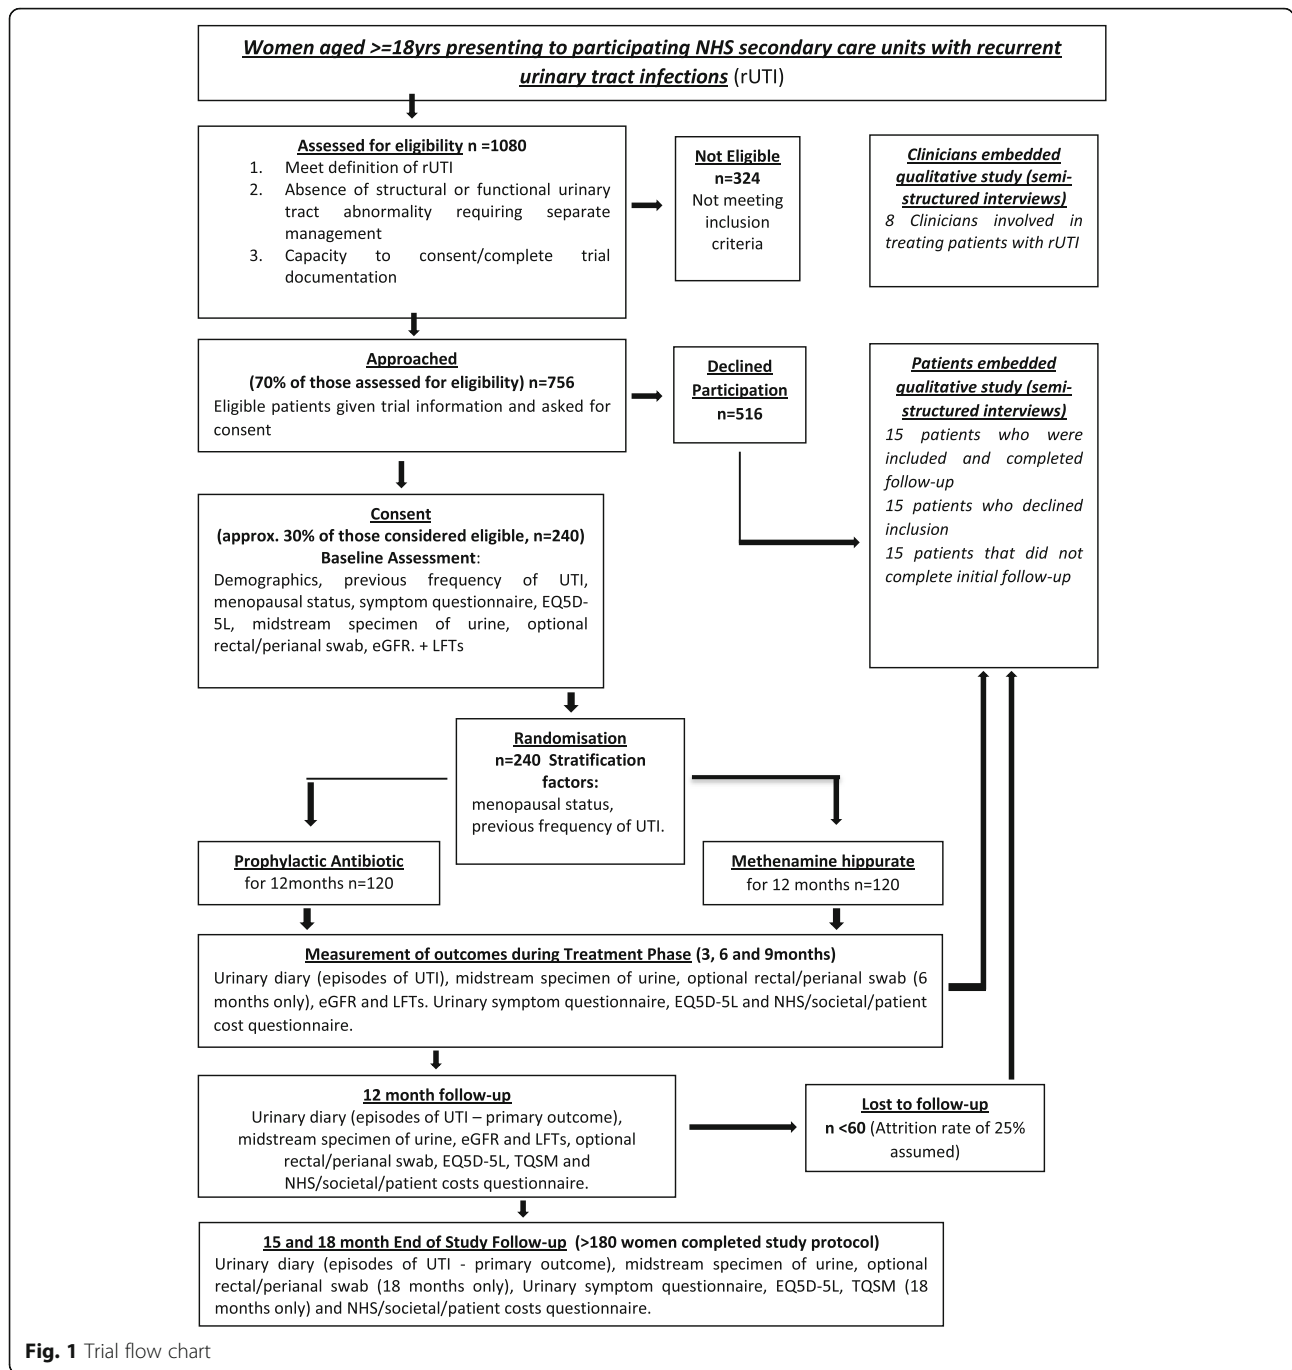 Women aged >=18yrs presenting to participating NHS secondary care units with recurrent
urinary tract infections (rUTI)
Assessed for eligibility n =1080
1. Meet definition of rUTI
2. Absence of structural or functional urinary
tract abnormality requiring separate
management
3. Capacity to consent/complete trial
documentation
Not Eligible
n=324
Not meeting
inclusion
criteria
Clinicians embedded
qualitative study (semi-
structured interviews)
8 Clinicians involved in
treating patients with rUTI
Approached
(70% of those assessed for eligibility) n=756
Eligible patients given trial information and asked for
consent
Declined
Participation
n=516
Patients embedded
qualitative study (semi-
structured interviews)
15 patients who were
included and completed
follow-up
15 patients who declined
inclusion
15 patients that did not
complete initial follow-up
Consent
(approx. 30% of those considered eligible, n=240)
Baseline Assessment:
Demographics, previous frequency of UTI,
menopausal status, symptom questionnaire, EQ5D-
5L, midstream specimen of urine, optional
rectal/perianal swab, eGFR. + LFTs
Randomisation
n=240 Stratification
factors:
menopausal status,
previous frequency of UTI.
Prophylactic Antibiotic
for 12months n=120
Methenamine hippurate
for 12 months n=120
Measurement of outcomes during Treatment Phase (3, 6 and 9months)
Urinary diary (episodes of UTI), midstream specimen of urine, optional rectal/perianal swab (6
months only), eGFR and LFTs. Urinary symptom questionnaire, EQ5D-5L and NHS/societal/patient
cost questionnaire.
12 month follow-up
Urinary diary (episodes of UTI – primary outcome),
midstream specimen of urine, eGFR and LFTs, optional
rectal/perianal swab, EQ5D-5L, TQSM and
NHS/societal/patient costs questionnaire.
Lost to follow-up
n <60 (Attrition rate of 25%
assumed)
15 and 18 month End of Study Follow-up (>180 women completed study protocol)
Urinary diary (episodes of UTI - primary outcome), midstream specimen of urine, optional
rectal/perianal swab (18 months only), Urinary symptom questionnaire, EQ5D-5L, TQSM (18
months only) and NHS/societal/patient costs questionnaire.
Fig. 1 Trial flow chart